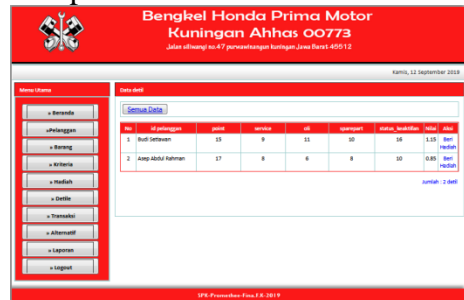 Bengkel Honda Prima Motor
Kuningan Ahhas 00773
Jalan siliwangi no.47 purwawinangun kuningan Jawa Barat 45512
Kamis, 12 September 2019
Menu Utama
» Beranda
»Pelanggan
» Barang
» Kriteria
» Hadiah
» Detile
» Transaksi
» Alternatif
» Laporan
» Logout
Data detil
Semua Data
No id pelanggan point service oli sparepart status_keaktifan Nilai Aksi
1 Budi Setiawan 15 9 11 10 16 1.15 Beri Hadiah
2 Asep Abdul Rahman 17 8 6 8 10 0.85 Beri Hadiah
Jumlah : 2 detil
SPK-Promethee-Fina.F.R-2019